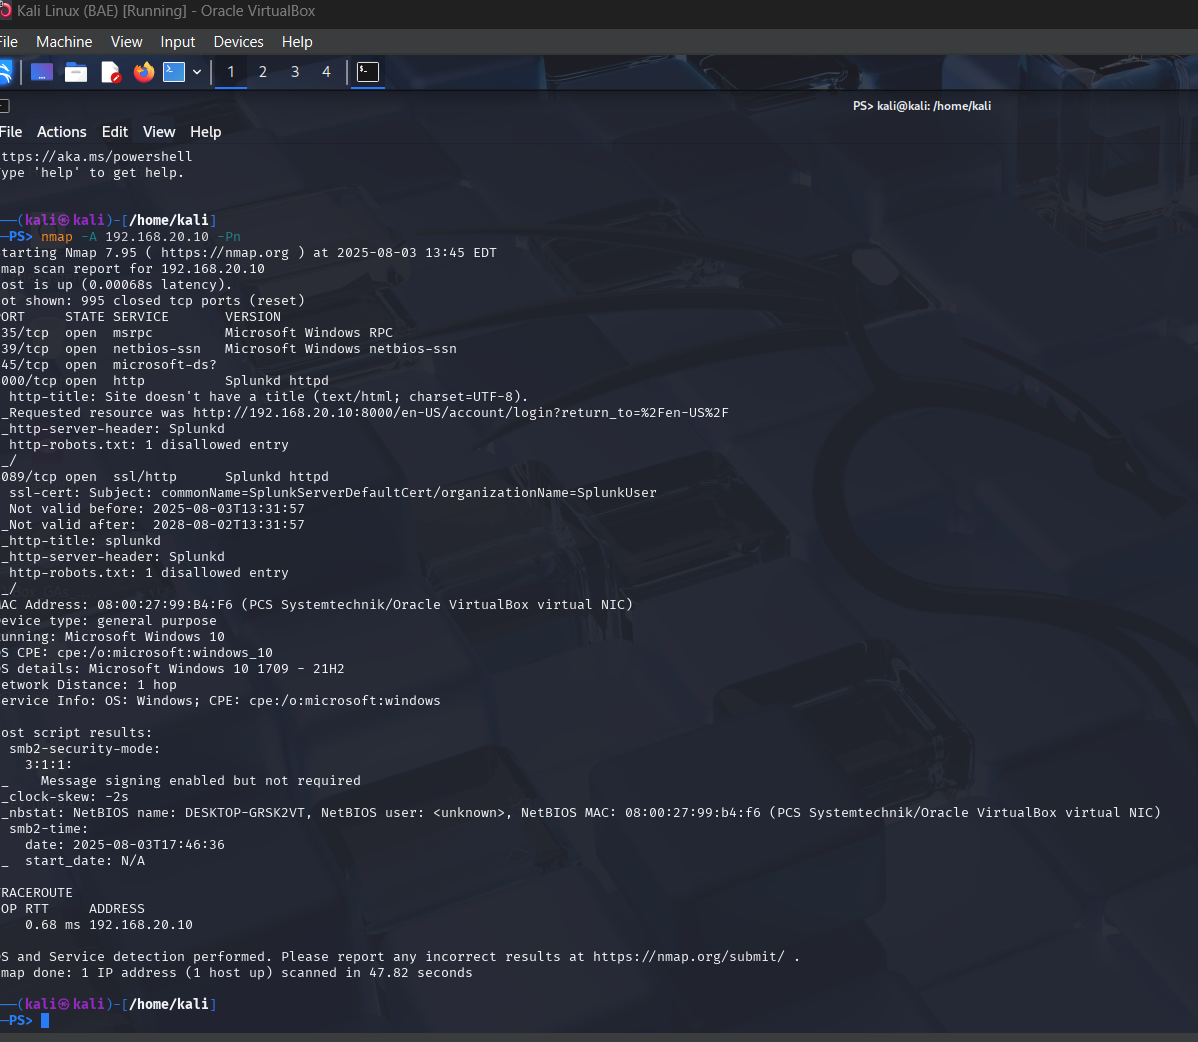 Kali Linux (BAE) [Running] - Oracle VirtualBox
File Machine View Input Devices Help
1 2 3 4
PS> kali@kali: /home/kali
File Actions Edit View Help
ttps://aka.ms/powershell
ype 'help' to get help.
(kali㉿kali)-[/home/kali]
PS> nmap -A 192.168.20.10 -Pn
tarting Nmap 7.95 ( https://nmap.org ) at 2025-08-03 13:45 EDT
map scan report for 192.168.20.10
ost is up (0.00068s latency).
ot shown: 995 closed tcp ports (reset)
ORT STATE SERVICE VERSION
35/tcp open msrpc Microsoft Windows RPC
39/tcp open netbios-ssn Microsoft Windows netbios-ssn
45/tcp open microsoft-ds?
000/tcp open http Splunkd httpd
http-title: Site doesn't have a title (text/html; charset=UTF-8).
_Requested resource was http://192.168.20.10:8000/en-US/account/login?return_to=%2Fen-US%2F
_http-server-header: Splunkd
http-robots.txt: 1 disallowed entry
_/
089/tcp open ssl/http Splunkd httpd
ssl-cert: Subject: commonName=SplunkServerDefaultCert/organizationName=SplunkUser
Not valid before: 2025-08-03T13:31:57
_Not valid after: 2028-08-02T13:31:57
_http-title: splunkd
_http-server-header: Splunkd
http-robots.txt: 1 disallowed entry
_/
AC Address: 08:00:27:99:B4:F6 (PCS Systemtechnik/Oracle VirtualBox virtual NIC)
evice type: general purpose
unning: Microsoft Windows 10
S CPE: cpe:/o:microsoft:windows_10
S details: Microsoft Windows 10 1709 - 21H2
etwork Distance: 1 hop
ervice Info: OS: Windows; CPE: cpe:/o:microsoft:windows
ost script results:
smb2-security-mode:
3:1:1:
_ Message signing enabled but not required
_clock-skew: -2s
_nbstat: NetBIOS name: DESKTOP-GRSK2VT, NetBIOS user: <unknown>, NetBIOS MAC: 08:00:27:99:b4:f6 (PCS Systemtechnik/Oracle VirtualBox virtual NIC)
smb2-time:
date: 2025-08-03T17:46:36
_ start_date: N/A
RACEROUTE
OP RTT ADDRESS
0.68 ms 192.168.20.10
S and Service detection performed. Please report any incorrect results at https://nmap.org/submit/ .
map done: 1 IP address (1 host up) scanned in 47.82 seconds
(kali㉿kali)-[/home/kali]
PS>